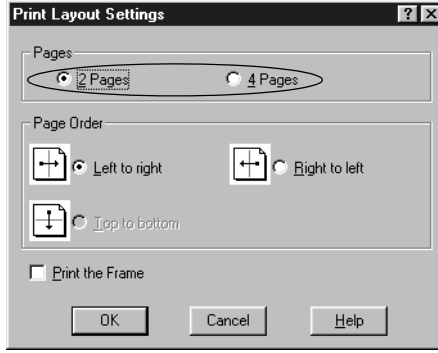 Print Layout Settings
Pages
2 Pages 4 Pages
Page Order
Left to right Right to left
Top to bottom
Print the Frame
OK Cancel Help